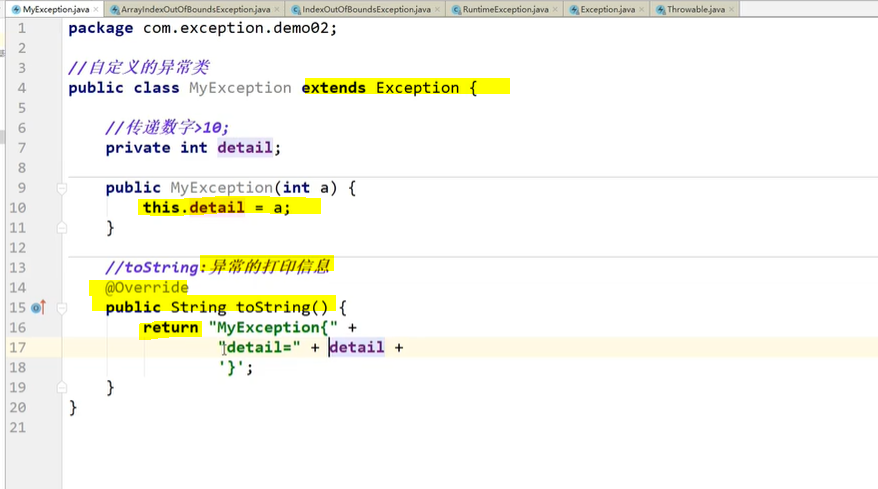 MyException.java ArrayIndexOutOfBoundsException.java IndexOutOfBoundsException.java RuntimeException.java Exception.java Throwable.java
1 package com.exception.demo02;
2
3 //自定义的异常类
4 public class MyException extends Exception {
5
6 //传递数字>10;
7 private int detail;
8
9 public MyException(int a) {
10 this.detail = a;
11 }
12
13 //toString:异常的打印信息
14 @Override
15 public String toString() {
16 return "MyException{" +
17 "detail=" + detail +
18 '}';
19 }
20 }
21